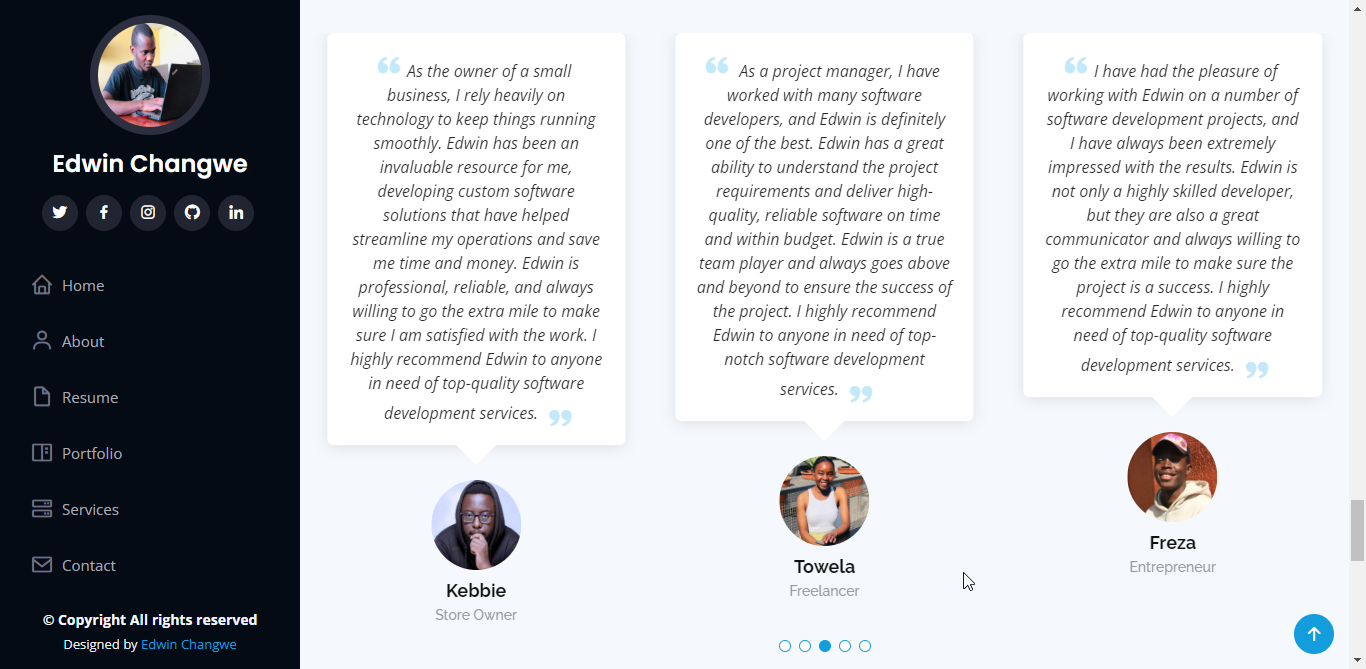 Edwin Changwe
Home
About
Resume
Portfolio
Services
Contact
© Copyright All rights reserved
Designed by Edwin Changwe
“ As the owner of a small
business, I rely heavily on
technology to keep things running
smoothly. Edwin has been an
invaluable resource for me,
developing custom software
solutions that have helped
streamline my operations and save
me time and money. Edwin is
professional, reliable, and always
willing to go the extra mile to make
sure I am satisfied with the work. I
highly recommend Edwin to anyone
in need of top-quality software
development services. ”
Kebbie
Store Owner
“ As a project manager, I have
worked with many software
developers, and Edwin is definitely
one of the best. Edwin has a great
ability to understand the project
requirements and deliver high-
quality, reliable software on time
and within budget. Edwin is a true
team player and always goes above
and beyond to ensure the success of
the project. I highly recommend
Edwin to anyone in need of top-
notch software development
services. ”
Towela
Freelancer
“ I have had the pleasure of
working with Edwin on a number of
software development projects, and
I have always been extremely
impressed with the results. Edwin is
not only a highly skilled developer,
but they are also a great
communicator and always willing to
go the extra mile to make sure the
project is a success. I highly
recommend Edwin to anyone in
need of top-quality software
development services. ”
Freza
Entrepreneur